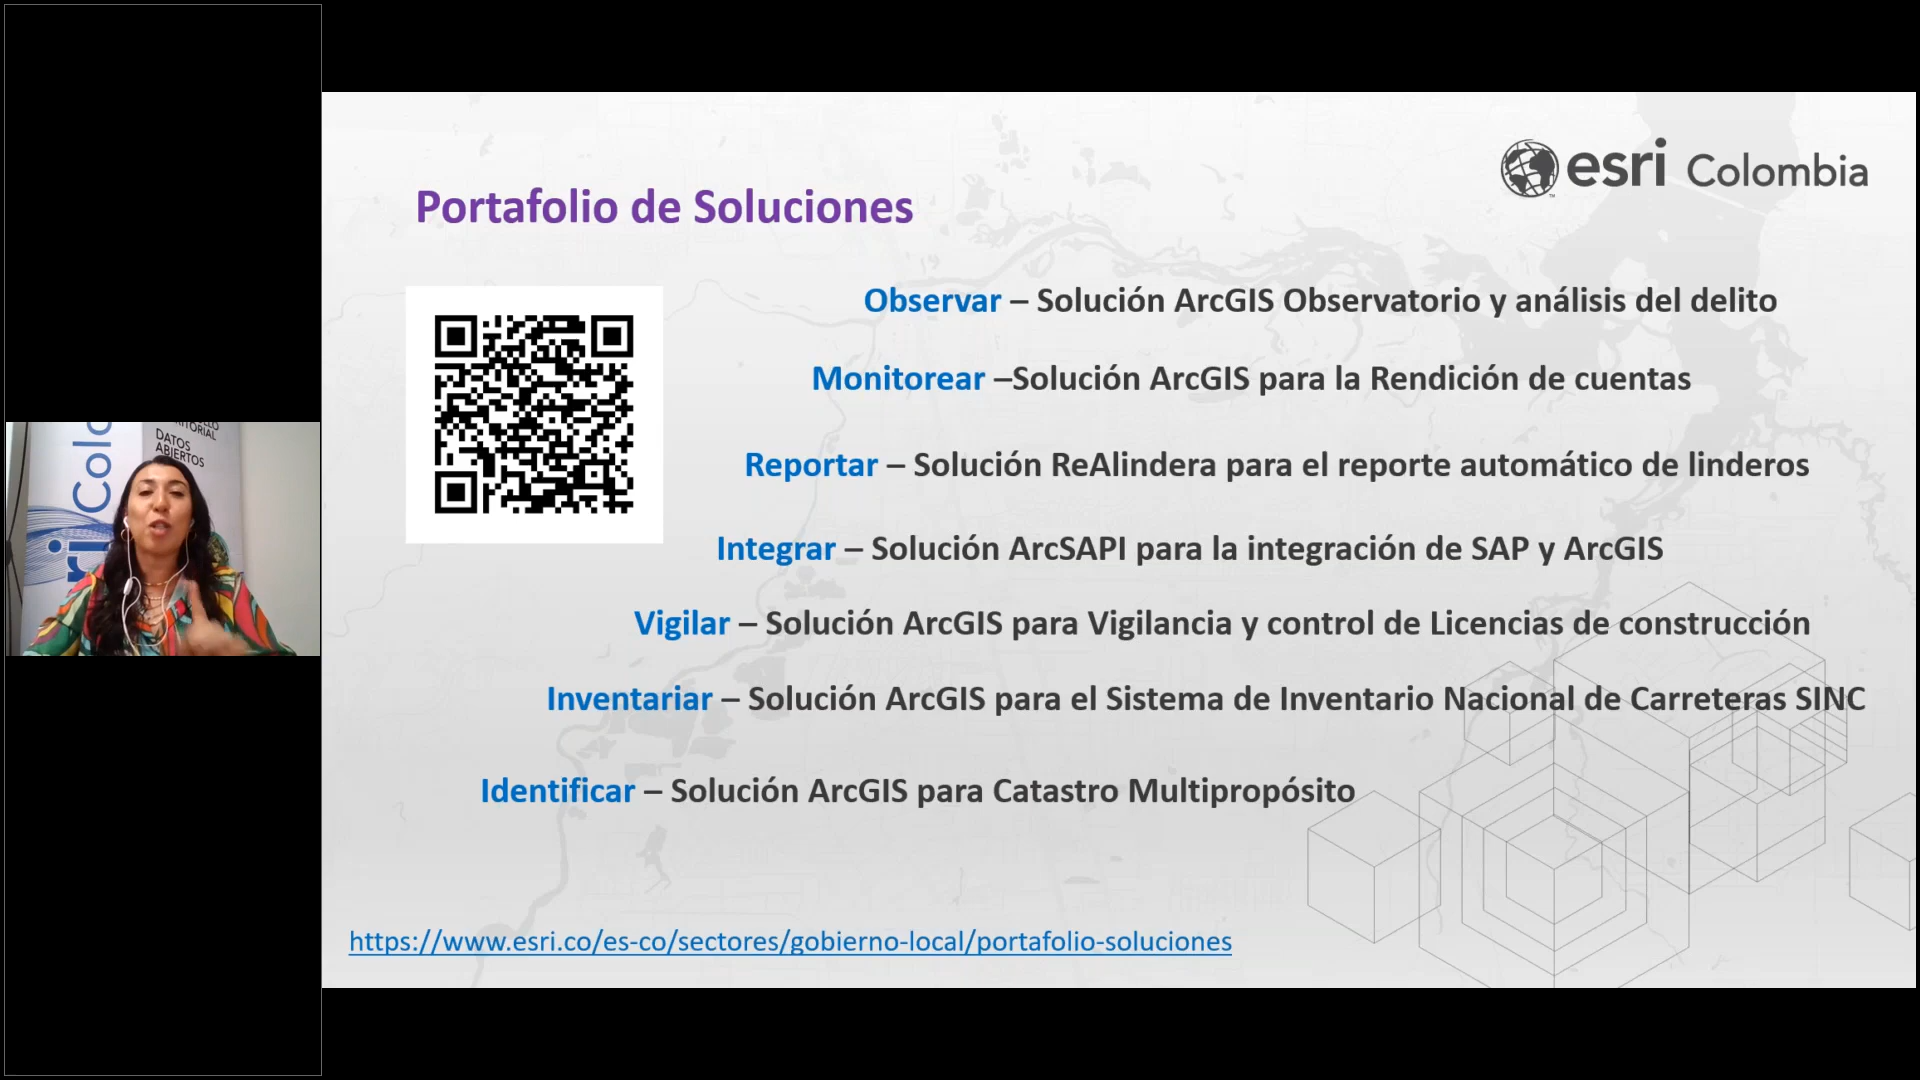 esri Colombia
Portafolio de Soluciones
Observar – Solución ArcGIS Observatorio y análisis del delito
Monitorear –Solución ArcGIS para la Rendición de cuentas
Reportar – Solución ReAlindera para el reporte automático de linderos
Integrar – Solución ArcSAPI para la integración de SAP y ArcGIS
Vigilar – Solución ArcGIS para Vigilancia y control de Licencias de construcción
Inventariar – Solución ArcGIS para el Sistema de Inventario Nacional de Carreteras SINC
Identificar – Solución ArcGIS para Catastro Multipropósito
https://www.esri.co/es-co/sectores/gobierno-local/portafolio-soluciones
DATOS
ABIERTOS